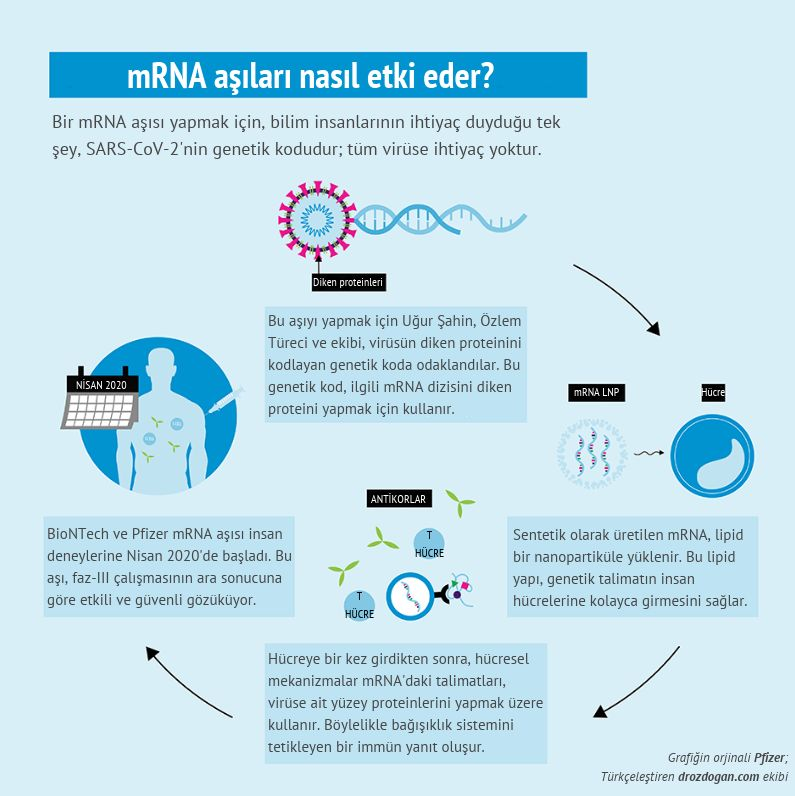 mRNA aşıları nasıl etki eder?
Bir mRNA aşısı yapmak için, bilim insanlarının ihtiyaç duyduğu tek
şey, SARS-CoV-2'nin genetik kodudur; tüm virüse ihtiyaç yoktur.
Diken proteinleri
Bu aşıyı yapmak için Uğur Şahin, Özlem
Türeci ve ekibi, virüsün diken proteinini
kodlayan genetik koda odaklandılar. Bu
genetik kod, ilgili mRNA dizisini diken
proteini yapmak için kullanır.
mRNA LNP
Hücre
Sentetik olarak üretilen mRNA, lipid
bir nanopartiküle yüklenir. Bu lipid
yapı, genetik talimatın insan
hücrelerine kolayca girmesini sağlar.
ANTİKORLAR
T
HÜCRE
T
HÜCRE
Hücreye bir kez girdikten sonra, hücresel
mekanizmalar mRNA'daki talimatları,
virüse ait yüzey proteinlerini yapmak üzere
kullanır. Böylelikle bağışıklık sistemini
tetikleyen bir immün yanıt oluşur.
NİSAN 2020
BioNTech ve Pfizer mRNA aşısı insan
deneylerine Nisan 2020'de başladı. Bu
aşı, faz-III çalışmasının ara sonucuna
göre etkili ve güvenli gözüküyor.
Grafiğin orjinali Pfizer;
Türkçeleştiren drozdogan.com ekibi